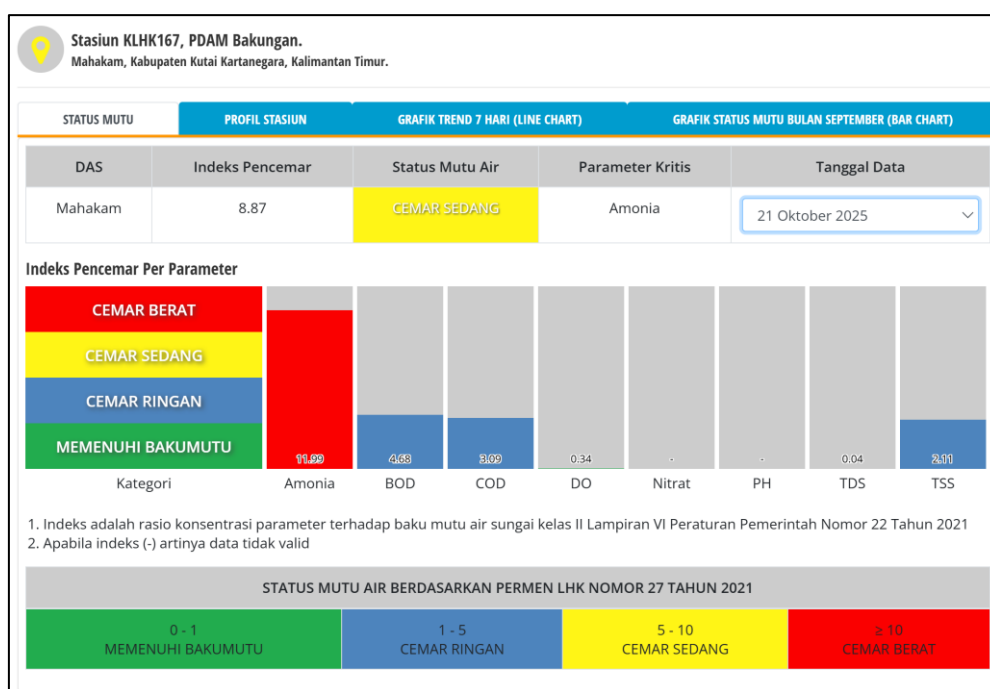 Stasiun KLHK167, PDAM Bakungan.
Mahakam, Kabupaten Kutai Kartanegara, Kalimantan Timur.
STATUS MUTU PROFIL STASIUN GRAFIK TREND 7 HARI (LINE CHART) GRAFIK STATUS MUTU BULAN SEPTEMBER (BAR CHART)
DAS Indeks Pencemar Status Mutu Air Parameter Kritis Tanggal Data
Mahakam 8.87 CEMAR SEDANG Amonia 21 Oktober 2025
Indeks Pencemar Per Parameter
CEMAR BERAT
CEMAR SEDANG
CEMAR RINGAN
MEMENUHI BAKUMUTU
11.99 4.68 3.09 0.34 - - 0.04 2.11
Kategori Amonia BOD COD DO Nitrat PH TDS TSS
1. Indeks adalah rasio konsentrasi parameter terhadap baku mutu air sungai kelas II Lampiran VI Peraturan Pemerintah Nomor 22 Tahun 2021
2. Apabila indeks (-) artinya data tidak valid
STATUS MUTU AIR BERDASARKAN PERMEN LHK NOMOR 27 TAHUN 2021
0 - 1 1 - 5 5 - 10 ≥ 10
MEMENUHI BAKUMUTU CEMAR RINGAN CEMAR SEDANG CEMAR BERAT